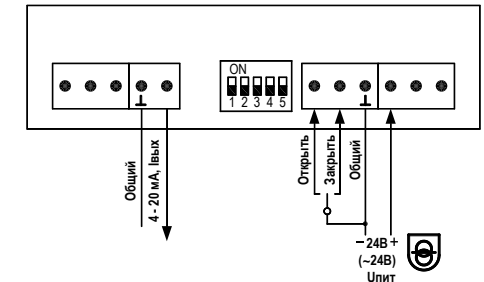 ON
1 2 3 4 5
Общий
4 - 20 мА, Iвых
Открыть
Закрыть
Общий
− 24В +
(~24В)
Uпит